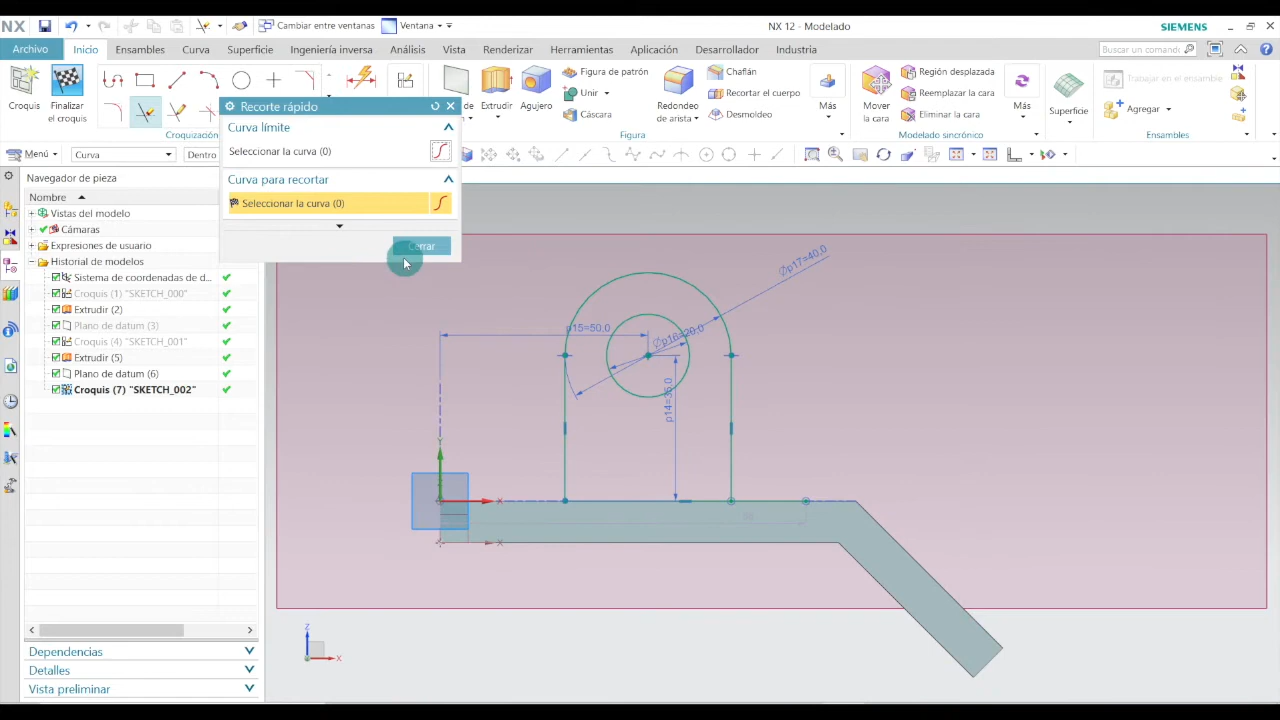 NX
Cambiar entre ventanas
Ventana
NX 12 - Modelado
SIEMENS
Archivo
Inicio
Ensambles
Curva
Superficie
Ingeniería inversa
Análisis
Vista
Renderizar
Herramientas
Aplicación
Desarrollador
Industria
Buscar un comando
Croquis
Finalizar
el croquis
Croquizació
Extrudir
Agujero
Figura de patrón
Unir
Cáscara
Redondeo
de arista
Chaflán
Recortar el cuerpo
Desmoldeo
Más
Figura
Mover
la cara
Región desplazada
Reemplazar la cara
Eliminar la cara
Más
Modelado sincrónico
Superficie
Trabajar en el ensamble
Agregar
Ensambles
Recorte rápido
Curva límite
Seleccionar la curva (0)
Curva para recortar
Seleccionar la curva (0)
Cerrar
Menú
Curva
Dentro
Navegador de pieza
Nombre
Vistas del modelo
Cámaras
Expresiones de usuario
Historial de modelos
Sistema de coordenadas de d...
Croquis (1) "SKETCH_000"
Extrudir (2)
Plano de datum (3)
Croquis (4) "SKETCH_001"
Extrudir (5)
Plano de datum (6)
Croquis (7) "SKETCH_002"
Dependencias
Detalles
Vista preliminar
p15=50,0
Øp16=20,0
Øp17=40,0
Y
X
X
Z
X